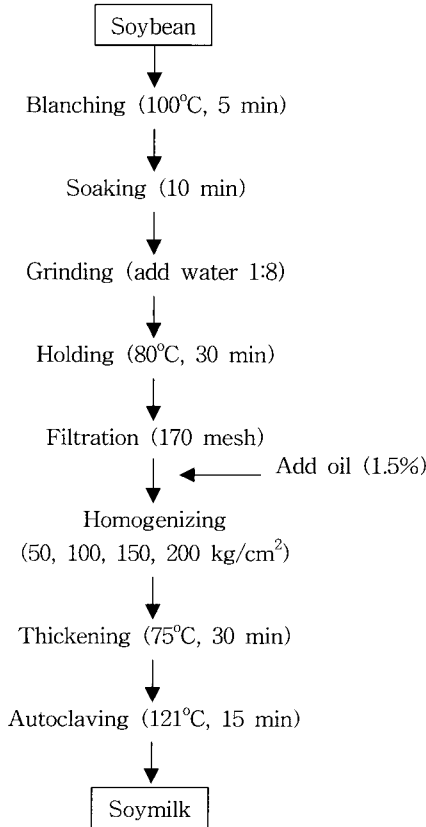 Soybean
Blanching (100°C, 5 min)
Soaking (10 min)
Grinding (add water 1:8)
Holding (80°C, 30 min)
Filtration (170 mesh)
Add oil (1.5%)
Homogenizing
(50, 100, 150, 200 kg/cm²)
Thickening (75°C, 30 min)
Autoclaving (121°C, 15 min)
Soymilk